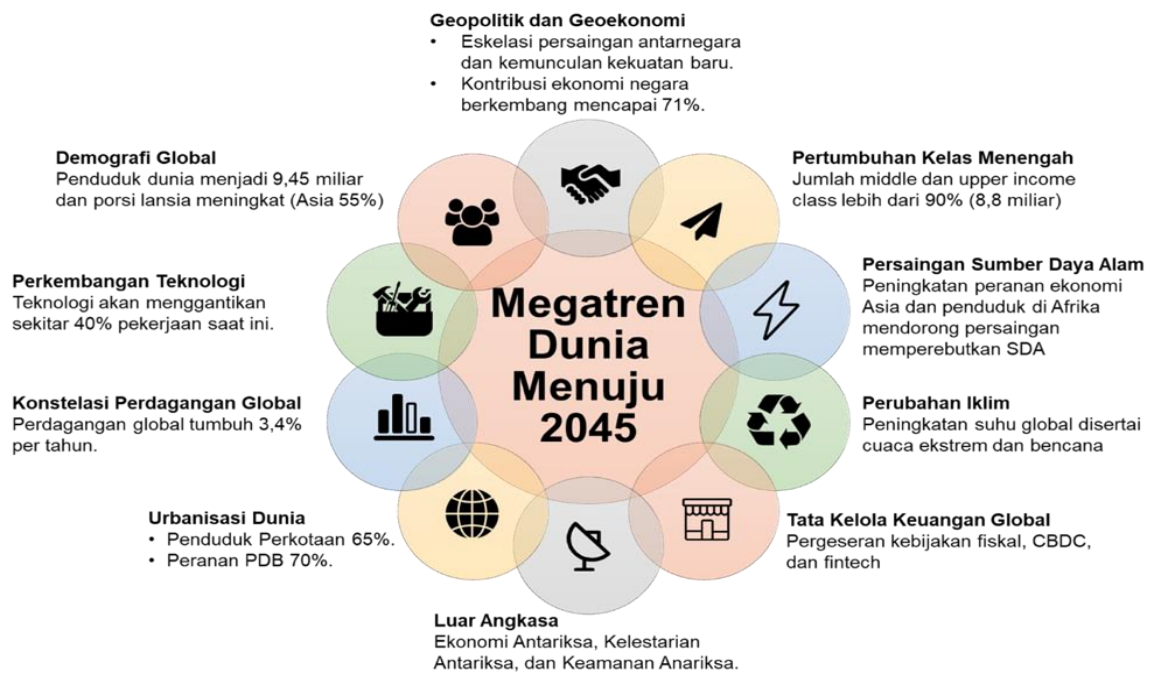 Geopolitik dan Geoekonomi
• Eskelasi persaingan antarnegara
dan kemunculan kekuatan baru.
• Kontribusi ekonomi negara
berkembang mencapai 71%.
Demografi Global
Penduduk dunia menjadi 9,45 miliar
dan porsi lansia meningkat (Asia 55%)
Pertumbuhan Kelas Menengah
Jumlah middle dan upper income
class lebih dari 90% (8,8 miliar)
Perkembangan Teknologi
Teknologi akan menggantikan
sekitar 40% pekerjaan saat ini.
Persaingan Sumber Daya Alam
Peningkatan peranan ekonomi
Asia dan penduduk di Afrika
mendorong persaingan
memperebutkan SDA
Megatren
Dunia
Menuju
2045
Konstelasi Perdagangan Global
Perdagangan global tumbuh 3,4%
per tahun.
Perubahan Iklim
Peningkatan suhu global disertai
cuaca ekstrem dan bencana
Urbanisasi Dunia
• Penduduk Perkotaan 65%.
• Peranan PDB 70%.
Tata Kelola Keuangan Global
Pergeseran kebijakan fiskal, CBDC,
dan fintech
Luar Angkasa
Ekonomi Antariksa, Kelestarian
Antariksa, dan Keamanan Anariksa.